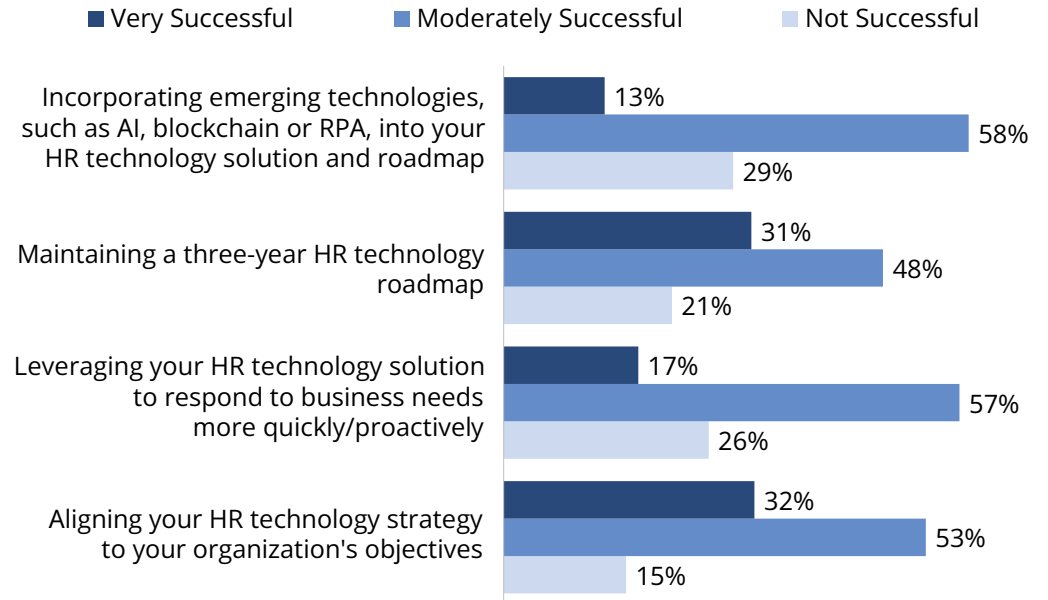 Very Successful
Moderately Successful
Not Successful
Incorporating emerging technologies,
such as AI, blockchain or RPA, into your
HR technology solution and roadmap
13%
58%
29%
Maintaining a three-year HR technology
roadmap
31%
48%
21%
Leveraging your HR technology solution
to respond to business needs
more quickly/proactively
17%
57%
26%
Aligning your HR technology strategy
to your organization's objectives
32%
53%
15%